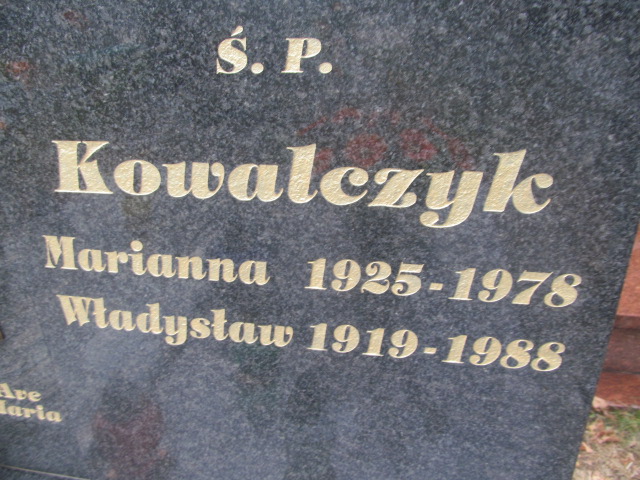 Ś. P.
Kowalczyk
Marianna 1925-1978
Władysław 1919-1988
Ave
Maria